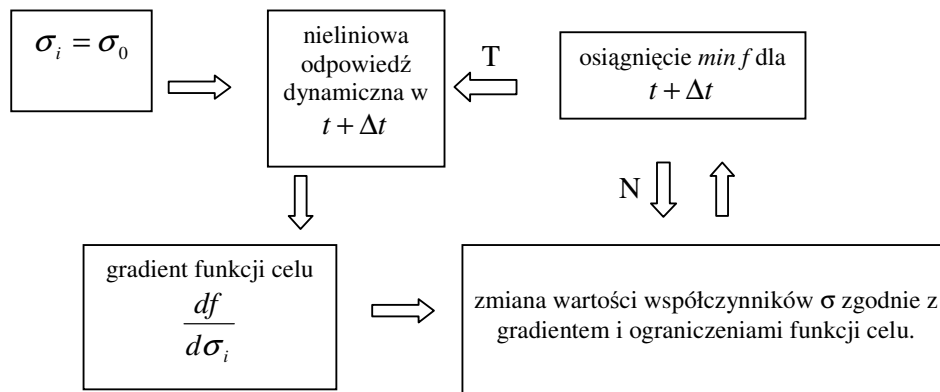 σᵢ = σ₀
nieliniowa
odpowiedź
dynamiczna w
t + Δt
T
osiągnięcie min f dla
t + Δt
N
gradient funkcji celu
df
dσᵢ
zmiana wartości współczynników σ zgodnie z
gradientem i ograniczeniami funkcji celu.